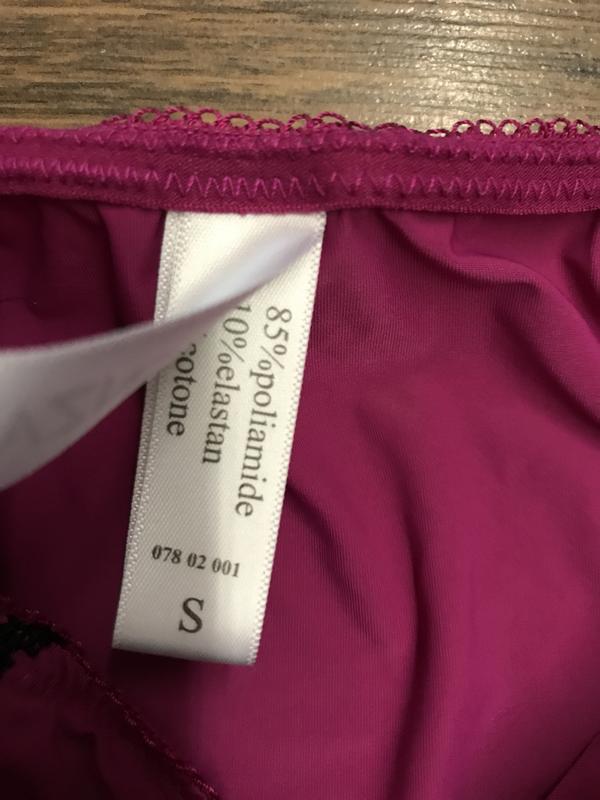 85%poliamide
10%elastan
cotone
078 02 001
S